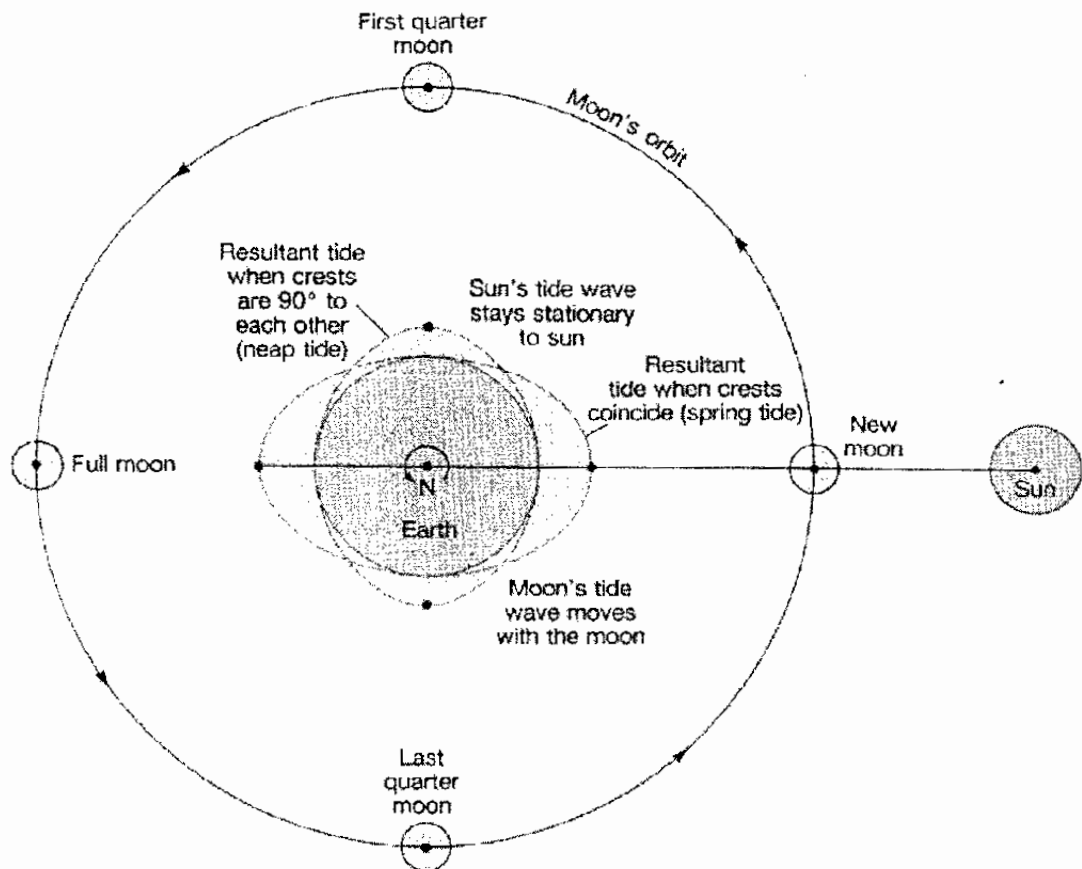 First quarter
moon
Moon's orbit
Resultant tide
when crests
are 90° to
each other
(neap tide)
Sun's tide wave
stays stationary
to sun
Resultant
tide when crests
coincide (spring tide)
New
moon
Full moon
N
Earth
Sun
Moon's tide
wave moves
with the moon
Last
quarter
moon